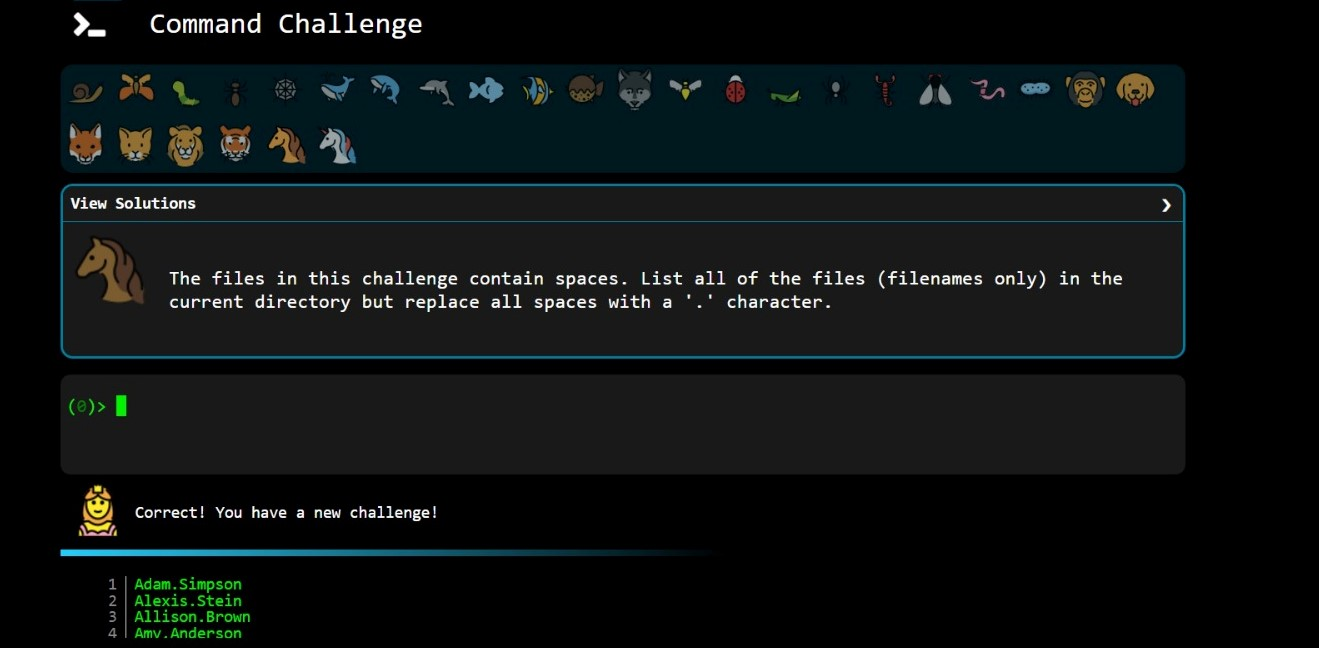 Command Challenge
View Solutions
The files in this challenge contain spaces. List all of the files (filenames only) in the
current directory but replace all spaces with a '.' character.
(0)>
Correct! You have a new challenge!
1 Adam.Simpson
2 Alexis.Stein
3 Allison.Brown
4 Amy.Anderson